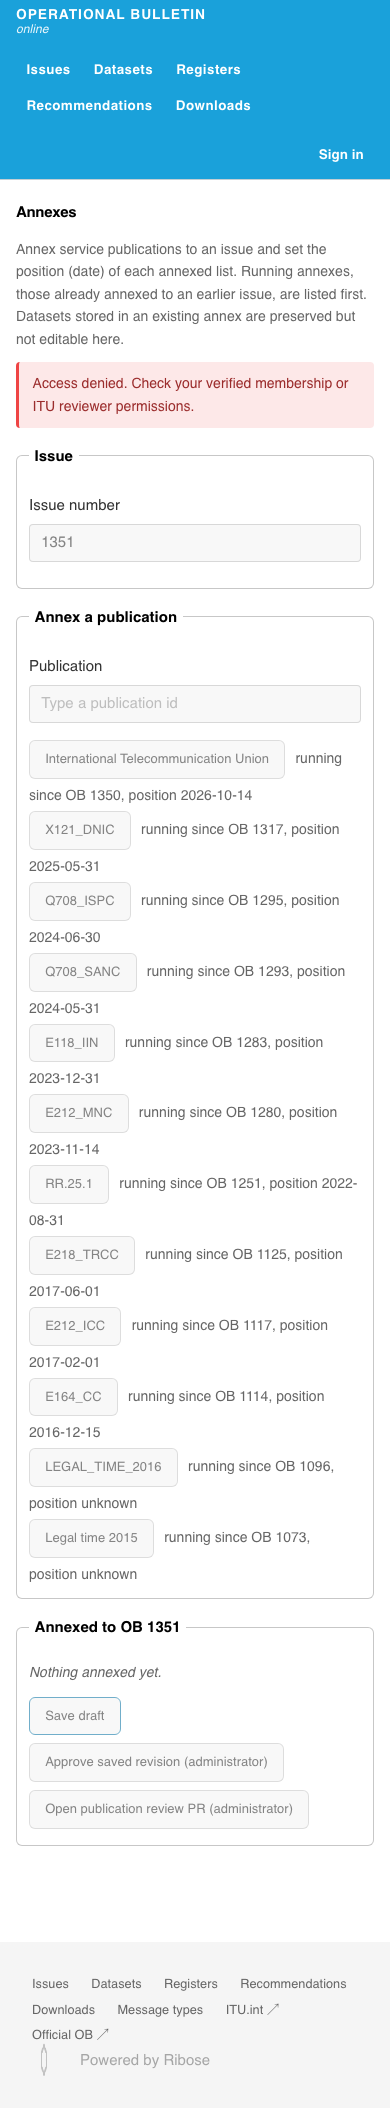 OPERATIONAL BULLETIN
online
Issues Datasets Registers
Recommendations Downloads
Sign in
Annexes
Annex service publications to an issue and set the
position (date) of each annexed list. Running annexes,
those already annexed to an earlier issue, are listed first.
Datasets stored in an existing annex are preserved but
not editable here.
Access denied. Check your verified membership or
ITU reviewer permissions.
Issue
Issue number
1351
Annex a publication
Publication
Type a publication id
International Telecommunication Union running
since OB 1350, position 2026-10-14
X121_DNIC running since OB 1317, position
2025-05-31
Q708_ISPC running since OB 1295, position
2024-06-30
Q708_SANC running since OB 1293, position
2024-05-31
E118_IIN running since OB 1283, position
2023-12-31
E212_MNC running since OB 1280, position
2023-11-14
RR.25.1 running since OB 1251, position 2022-
08-31
E218_TRCC running since OB 1125, position
2017-06-01
E212_ICC running since OB 1117, position
2017-02-01
E164_CC running since OB 1114, position
2016-12-15
LEGAL_TIME_2016 running since OB 1096,
position unknown
Legal time 2015 running since OB 1073,
position unknown
Annexed to OB 1351
Nothing annexed yet.
Save draft
Approve saved revision (administrator)
Open publication review PR (administrator)
Issues Datasets Registers Recommendations
Downloads Message types ITU.int ↗
Official OB ↗
Powered by Ribose